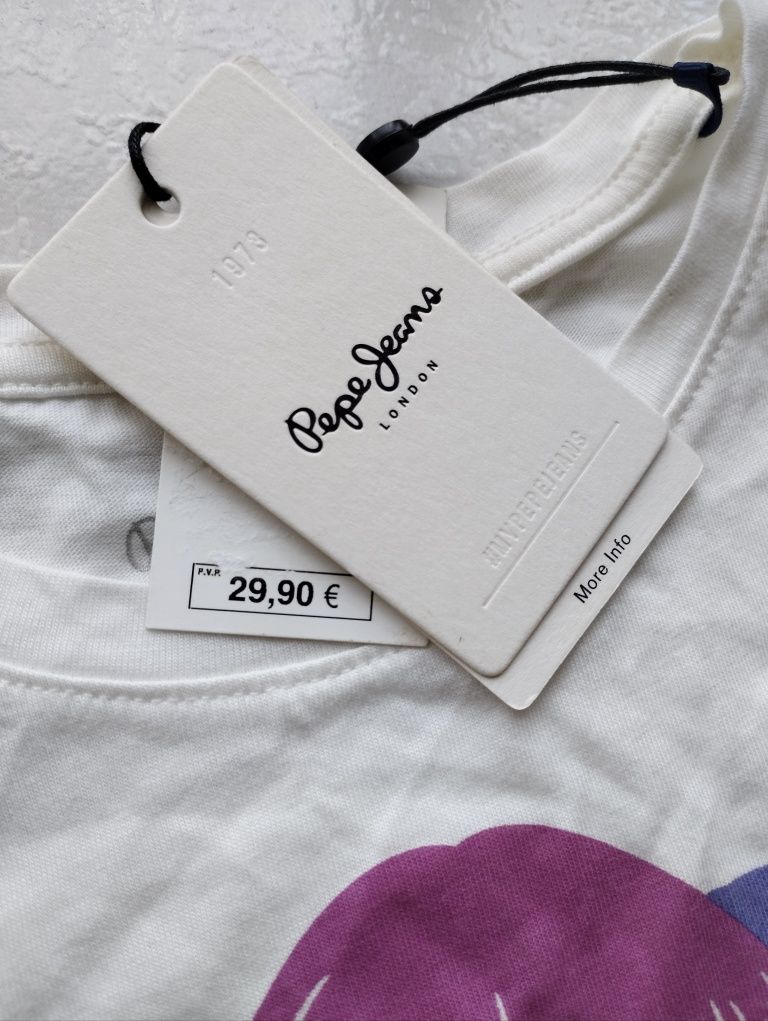 1973
Pepe Jeans
LONDON
#MYPEPEJEANS
More Info
P.V.P.
29,90 €